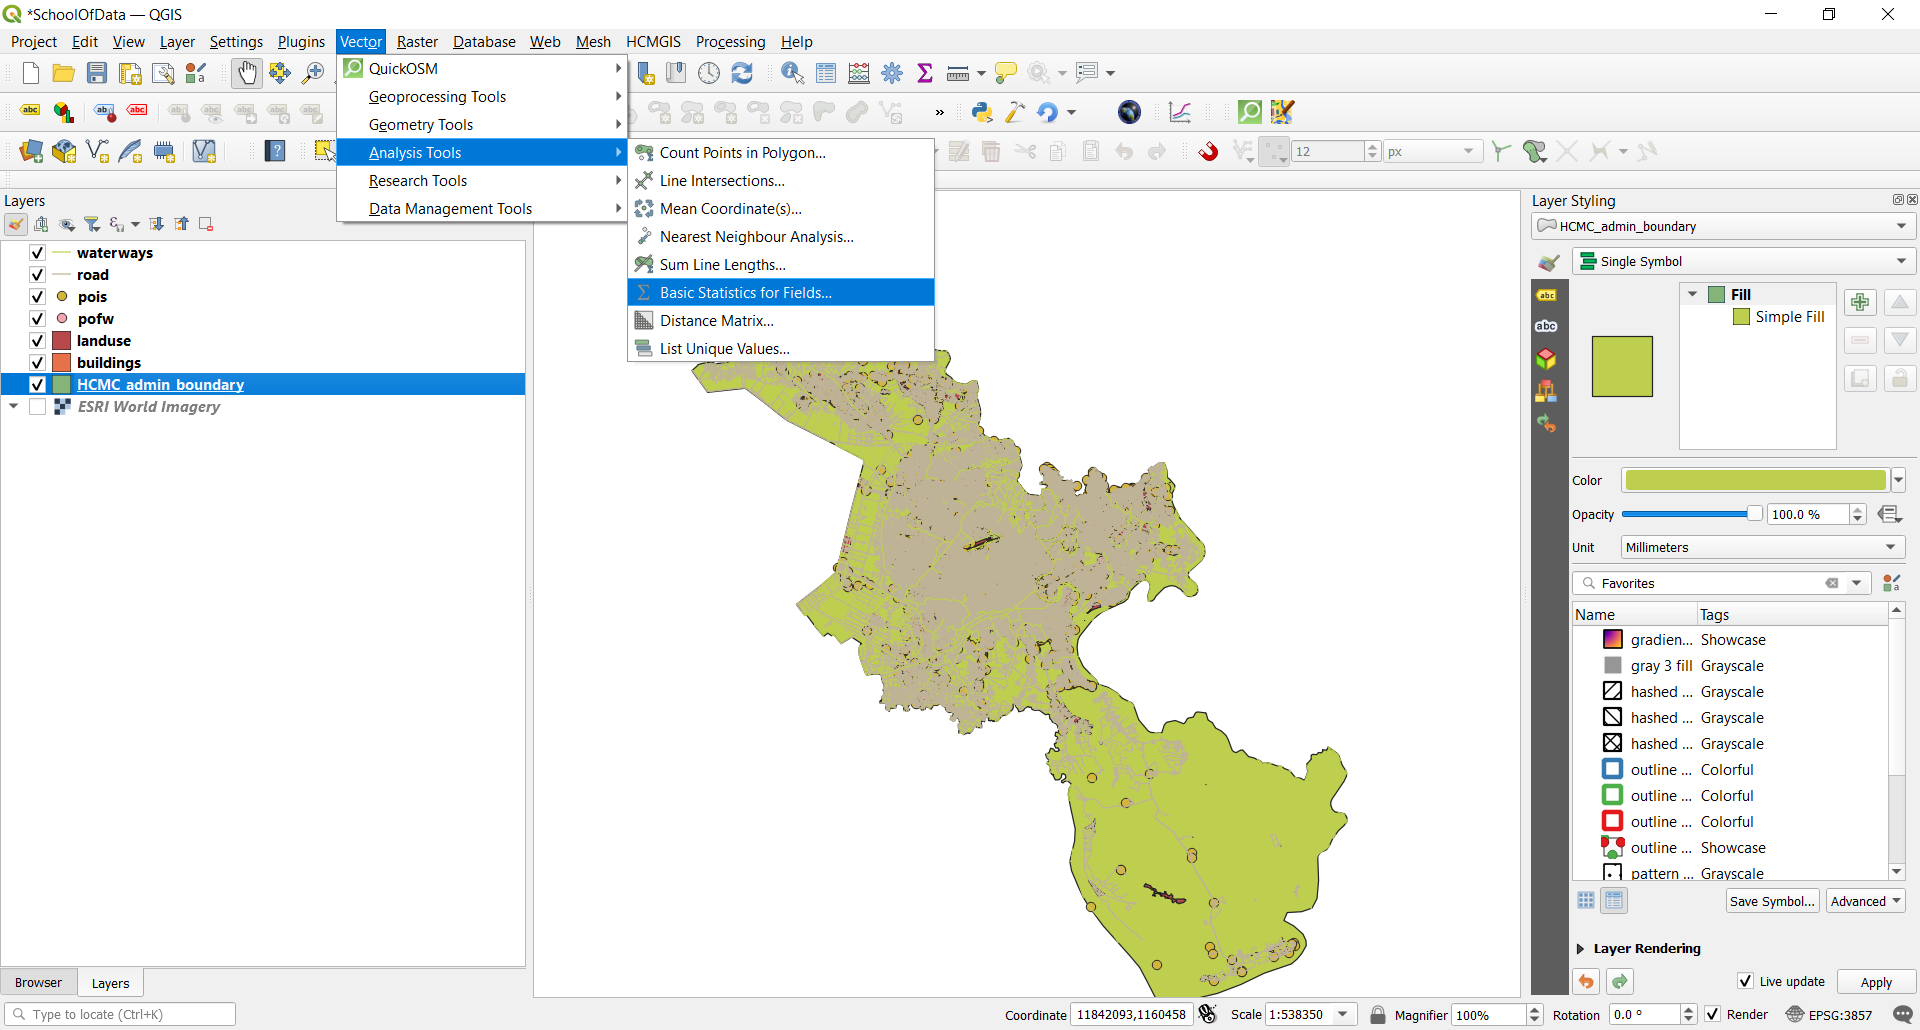 *SchoolOfData — QGIS
Project Edit View Layer Settings Plugins Vector Raster Database Web Mesh HCMGIS Processing Help
QuickOSM
Geoprocessing Tools
Geometry Tools
Analysis Tools
Research Tools
Data Management Tools
Count Points in Polygon...
Line Intersections...
Mean Coordinate(s)...
Nearest Neighbour Analysis...
Sum Line Lengths...
Basic Statistics for Fields...
Distance Matrix...
List Unique Values...
abc
abc
abc
»
12
px
Layers
waterways
road
pois
pofw
landuse
buildings
HCMC_admin_boundary
ESRI World Imagery
Browser
Layers
Layer Styling
HCMC_admin_boundary
Single Symbol
abc
abc
Fill
Simple Fill
Color
Opacity
100.0 %
Unit
Millimeters
Favorites
Name Tags
gradien... Showcase
gray 3 fill Grayscale
hashed ... Grayscale
hashed ... Grayscale
hashed ... Grayscale
outline ... Colorful
outline ... Colorful
outline ... Colorful
outline ... Showcase
pattern ... Grayscale
Save Symbol...
Advanced
Layer Rendering
Live update
Apply
Type to locate (Ctrl+K)
Coordinate 11842093,1160458 Scale 1:538350 Magnifier 100% Rotation 0.0 ° Render EPSG:3857